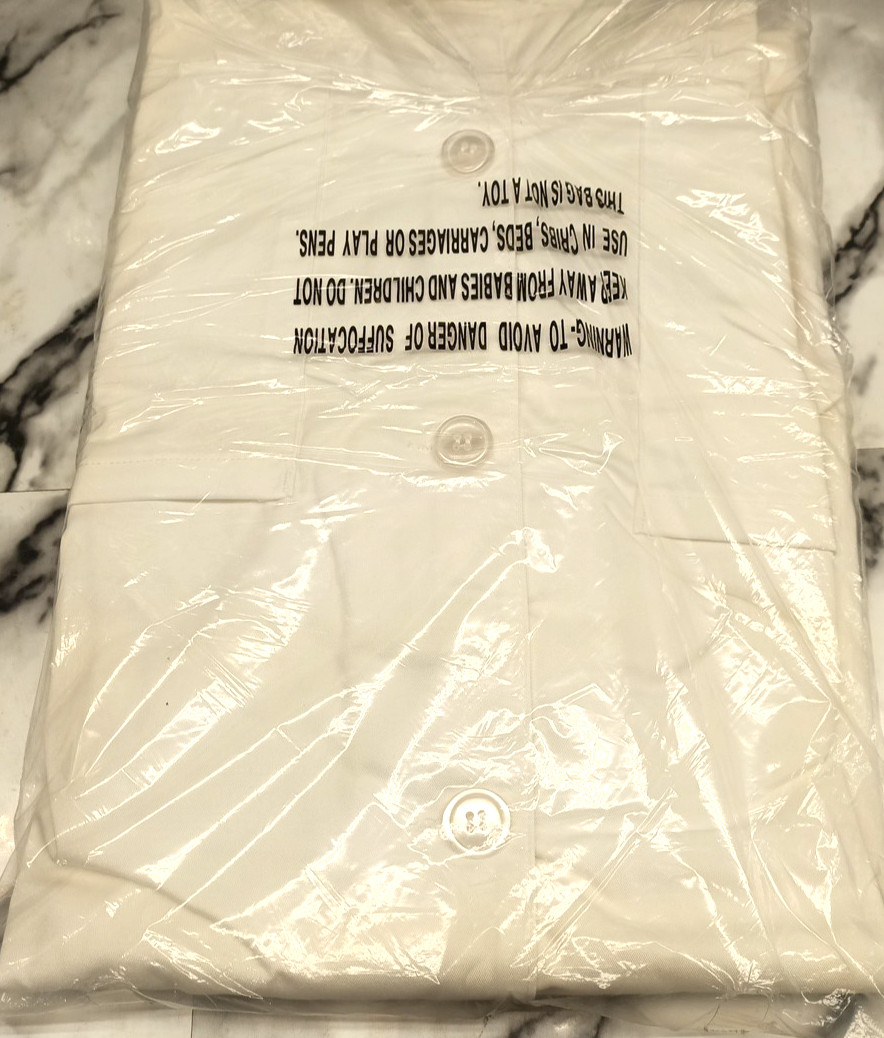 WARNING- TO AVOID DANGER OF SUFFOCATION
KEEP AWAY FROM BABIES AND CHILDREN. DO NOT
USE IN CRIBS, BEDS, CARRIAGES OR PLAY PENS.
THIS BAG IS NOT A TOY.